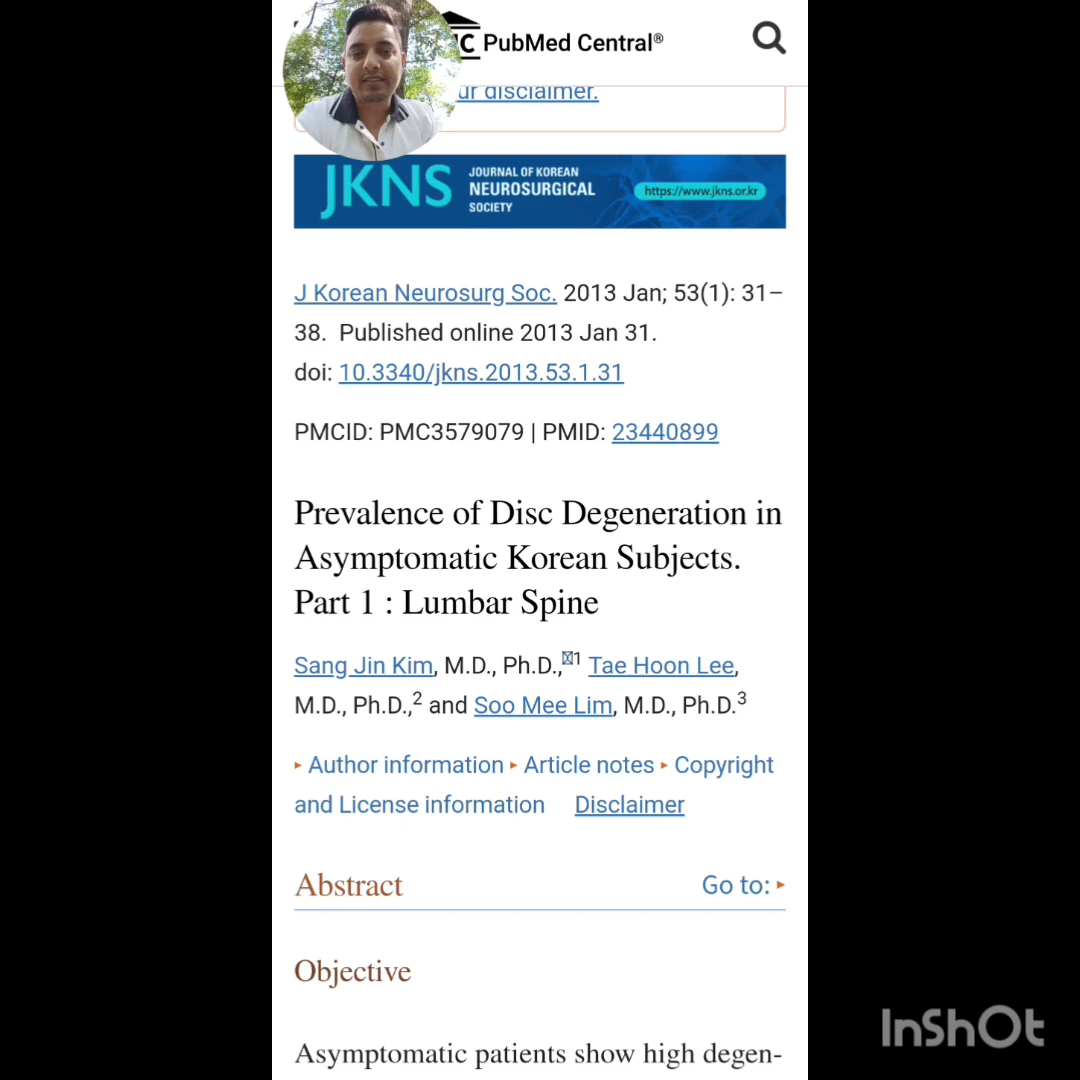 C PubMed Central®
ur disclaimer.
JKNS
JOURNAL OF KOREAN
NEUROSURGICAL
SOCIETY
https://www.jkns.or.kr
J Korean Neurosurg Soc. 2013 Jan; 53(1): 31–
38. Published online 2013 Jan 31.
doi: 10.3340/jkns.2013.53.1.31
PMCID: PMC3579079 | PMID: 23440899
Prevalence of Disc Degeneration in
Asymptomatic Korean Subjects.
Part 1 : Lumbar Spine
Sang Jin Kim, M.D., Ph.D.,1 Tae Hoon Lee,
M.D., Ph.D.,2 and Soo Mee Lim, M.D., Ph.D.3
▸ Author information ▸ Article notes ▸ Copyright
and License information Disclaimer
Abstract
Go to: ▸
Objective
Asymptomatic patients show high degen-
InShOt